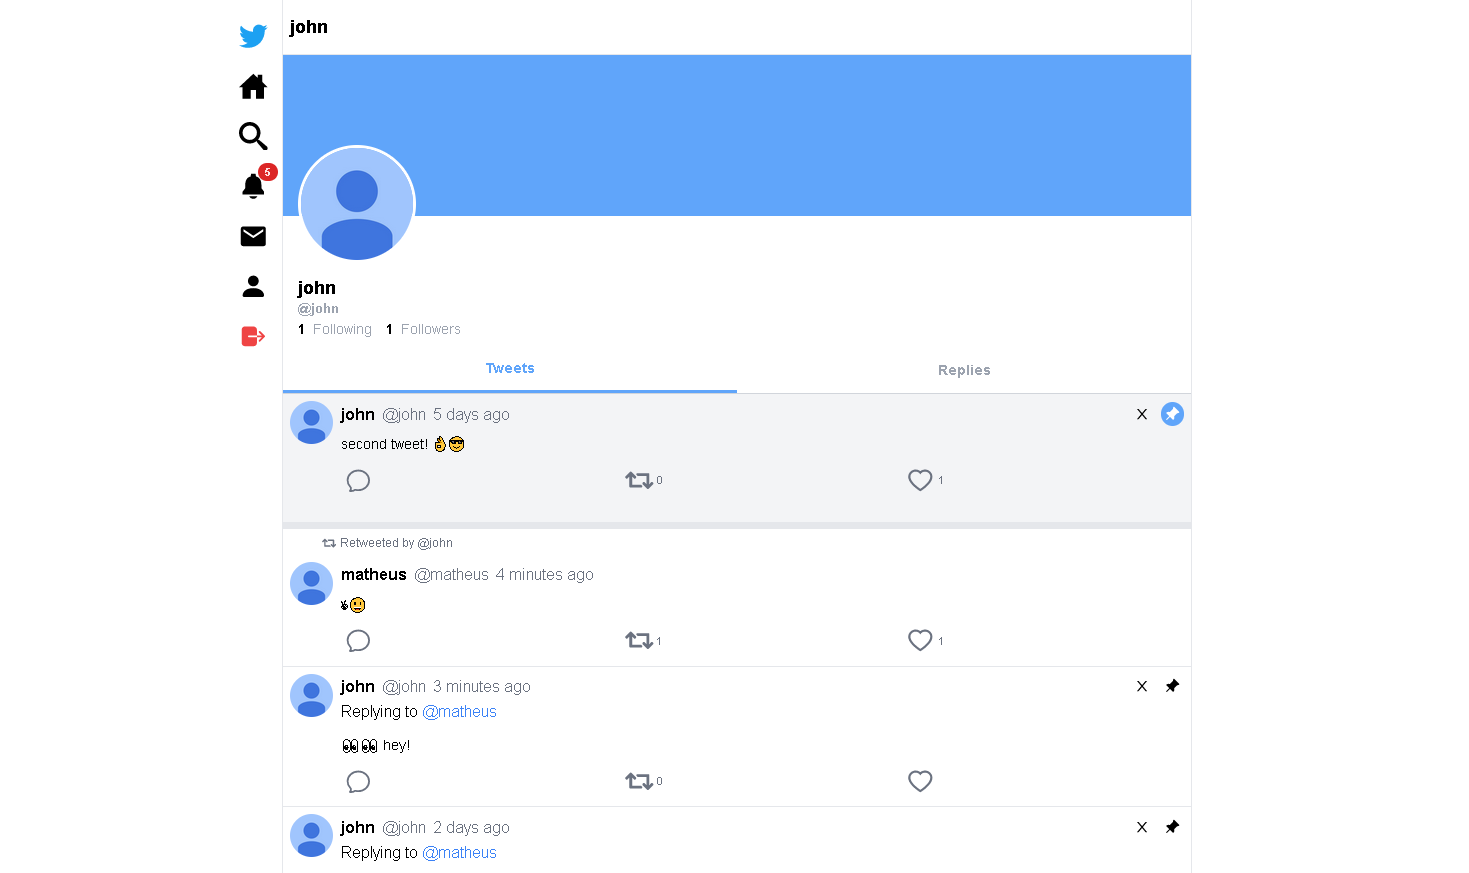 john
5
john
@john
1 Following 1 Followers
Tweets Replies
john @john 5 days ago X
second tweet! 👌😎
0 1
Retweeted by @john
matheus @matheus 4 minutes ago
1 1
john @john 3 minutes ago X
Replying to @matheus
👀👀 hey!
0
john @john 2 days ago X
Replying to @matheus